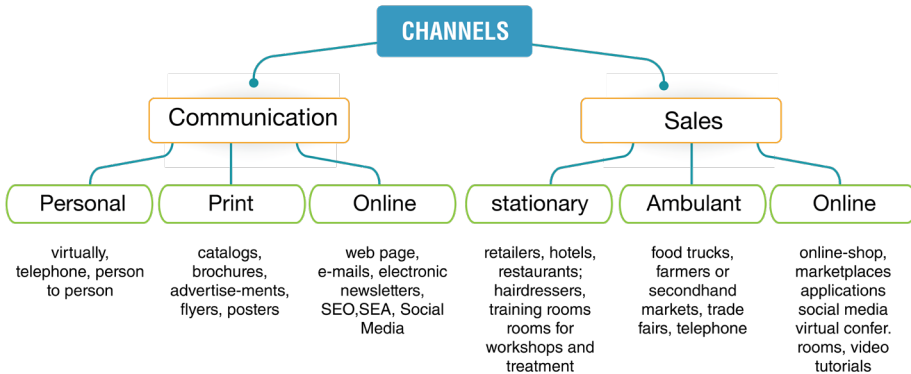 CHANNELS
Communication
Sales
Personal
Print
Online
stationary
Ambulant
Online
virtually,
telephone, person
to person
catalogs,
brochures,
advertise-ments,
flyers, posters
web page,
e-mails, electronic
newsletters,
SEO,SEA, Social
Media
retailers, hotels,
restaurants;
hairdressers,
training rooms
rooms for
workshops and
treatment
food trucks,
farmers or
secondhand
markets, trade
fairs, telephone
online-shop,
marketplaces
applications
social media
virtual confer.
rooms, video
tutorials